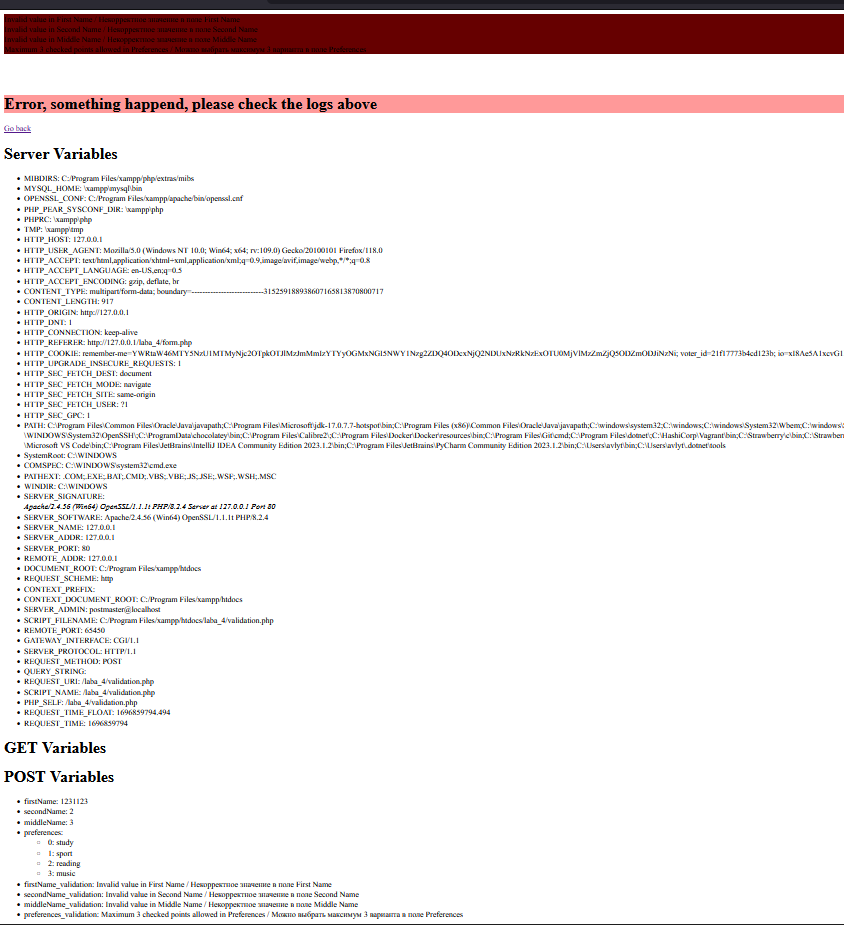 Invalid value in First Name / Некорректное значение в поле First Name
Invalid value in Second Name / Некорректное значение в поле Second Name
Invalid value in Middle Name / Некорректное значение в поле Middle Name
Maximum 3 checked points allowed in Preferences / Можно выбрать максимум 3 варианта в поле Preferences
Error, something happend, please check the logs above
Go back
Server Variables
• MIBDIRS: C:/Program Files/xampp/php/extras/mibs
• MYSQL_HOME: \xampp\mysql\bin
• OPENSSL_CONF: C:/Program Files/xampp/apache/bin/openssl.cnf
• PHP_PEAR_SYSCONF_DIR: \xampp\php
• PHPRC: \xampp\php
• TMP: \xampp\tmp
• HTTP_HOST: 127.0.0.1
• HTTP_USER_AGENT: Mozilla/5.0 (Windows NT 10.0; Win64; x64; rv:109.0) Gecko/20100101 Firefox/118.0
• HTTP_ACCEPT: text/html,application/xhtml+xml,application/xml;q=0.9,image/avif,image/webp,*/*;q=0.8
• HTTP_ACCEPT_LANGUAGE: en-US,en;q=0.5
• HTTP_ACCEPT_ENCODING: gzip, deflate, br
• CONTENT_TYPE: multipart/form-data; boundary=---------------------------315259188938607165813870800717
• CONTENT_LENGTH: 917
• HTTP_ORIGIN: http://127.0.0.1
• HTTP_DNT: 1
• HTTP_CONNECTION: keep-alive
• HTTP_REFERER: http://127.0.0.1/laba_4/form.php
• HTTP_COOKIE: voter_id=21f17773b4cd123b;
• HTTP_UPGRADE_INSECURE_REQUESTS: 1
• HTTP_SEC_FETCH_DEST: document
• HTTP_SEC_FETCH_MODE: navigate
• HTTP_SEC_FETCH_SITE: same-origin
• HTTP_SEC_FETCH_USER: ?1
• HTTP_SEC_GPC: 1
• PATH: C:\Program Files\Common Files\Oracle\Java\javapath;C:\Program Files\Microsoft\jdk-17.0.7.7-hotspot\bin;C:\Program Files (x86)\Common Files\Oracle\Java\javapath;C:\windows\system32;C:\windows;C:\windows\System32\Wbem;C:\windows
\WINDOWS\System32\OpenSSH\;C:\ProgramData\chocolatey\bin;C:\Program Files\Calibre2\;C:\Program Files\Docker\Docker\resources\bin;C:\Program Files\Git\cmd;C:\Program Files\dotnet\;C:\HashiCorp\Vagrant\bin;C:\Strawberry\c\bin;C:\Strawber
\Microsoft VS Code\bin;C:\Program Files\JetBrains\IntelliJ IDEA Community Edition 2023.1.2\bin;C:\Program Files\JetBrains\PyCharm Community Edition 2023.1.2\bin;C:\Users\avlyt\bin;C:\Users\avlyt\.dotnet\tools
• SystemRoot: C:\WINDOWS
• COMSPEC: C:\WINDOWS\system32\cmd.exe
• PATHEXT: .COM;.EXE;.BAT;.CMD;.VBS;.VBE;.JS;.JSE;.WSF;.WSH;.MSC
• WINDIR: C:\WINDOWS
• SERVER_SIGNATURE:
Apache/2.4.56 (Win64) OpenSSL/1.1.1t PHP/8.2.4 Server at 127.0.0.1 Port 80
• SERVER_SOFTWARE: Apache/2.4.56 (Win64) OpenSSL/1.1.1t PHP/8.2.4
• SERVER_NAME: 127.0.0.1
• SERVER_ADDR: 127.0.0.1
• SERVER_PORT: 80
• REMOTE_ADDR: 127.0.0.1
• DOCUMENT_ROOT: C:/Program Files/xampp/htdocs
• REQUEST_SCHEME: http
• CONTEXT_PREFIX:
• CONTEXT_DOCUMENT_ROOT: C:/Program Files/xampp/htdocs
• SERVER_ADMIN: postmaster@localhost
• SCRIPT_FILENAME: C:/Program Files/xampp/htdocs/laba_4/validation.php
• REMOTE_PORT: 65450
• GATEWAY_INTERFACE: CGI/1.1
• SERVER_PROTOCOL: HTTP/1.1
• REQUEST_METHOD: POST
• QUERY_STRING:
• REQUEST_URI: /laba_4/validation.php
• SCRIPT_NAME: /laba_4/validation.php
• PHP_SELF: /laba_4/validation.php
• REQUEST_TIME_FLOAT: 1696859794.494
• REQUEST_TIME: 1696859794
GET Variables
POST Variables
• firstName: 1231123
• secondName: 2
• middleName: 3
• preferences:
◦ 0: study
◦ 1: sport
◦ 2: reading
◦ 3: music
• firstName_validation: Invalid value in First Name / Некорректное значение в поле First Name
• secondName_validation: Invalid value in Second Name / Некорректное значение в поле Second Name
• middleName_validation: Invalid value in Middle Name / Некорректное значение в поле Middle Name
• preferences_validation: Maximum 3 checked points allowed in Preferences / Можно выбрать максимум 3 варианта в поле Preferences